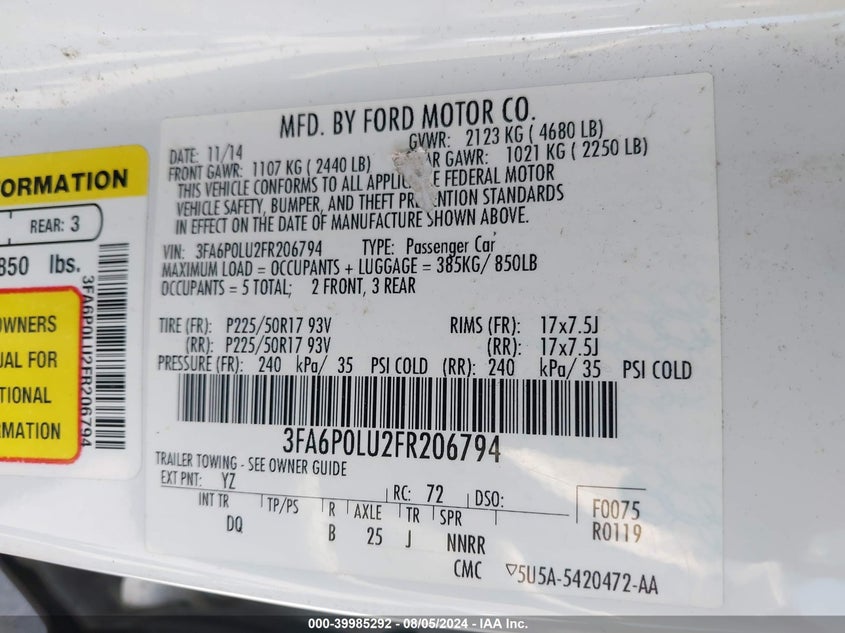 MFD. BY FORD MOTOR CO.
DATE: 11/14 GVWR: 2123 KG ( 4680 LB)
FRONT GAWR: 1107 KG ( 2440 LB) GAWR: 1021 KG ( 2250 LB)
THIS VEHICLE CONFORMS TO ALL FEDERAL MOTOR
VEHICLE SAFETY, BUMPER, AND THEFT PREVENTION STANDARDS
IN EFFECT ON THE DATE OF MANUFACTURE SHOWN ABOVE.
VIN: 3FA6P0LU2FR206794 TYPE: Passenger Car
MAXIMUM LOAD = OCCUPANTS + LUGGAGE = 385KG/ 850LB
OCCUPANTS = 5 TOTAL; 2 FRONT, 3 REAR
TIRE (FR): P225/50R17 93V RIMS (FR): 17x7.5J
(RR): P225/50R17 93V (RR): 17x7.5J
PRESSURE (FR): 240 kPa/ 35 PSI COLD (RR): 240 kPa/ 35 PSI COLD
3FA6P0LU2FR206794
TRAILER TOWING - SEE OWNER GUIDE
EXT PNT: YZ RC: 72 DSO:
INT TR TP/PS R AXLE TR SPR
DQ B 25 J NNRR
CMC
F0075
R0119
▽5U5A-5420472-AA
ORMATION
REAR: 3
850 lbs.
3FA6P0LU2FR206794
OWNERS
UAL FOR
TIONAL
RMATION
000-39985292 - 08/05/2024 - IAAI.COM